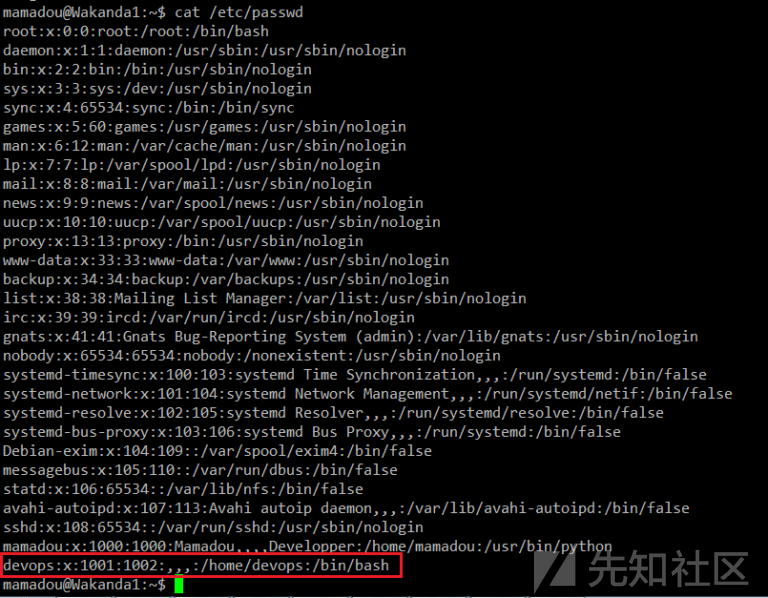 mamadou@Wakanda1:~$ cat /etc/passwd
root:x:0:0:root:/root:/bin/bash
daemon:x:1:1:daemon:/usr/sbin:/usr/sbin/nologin
bin:x:2:2:bin:/bin:/usr/sbin/nologin
sys:x:3:3:sys:/dev:/usr/sbin/nologin
sync:x:4:65534:sync:/bin:/bin/sync
games:x:5:60:games:/usr/games:/usr/sbin/nologin
man:x:6:12:man:/var/cache/man:/usr/sbin/nologin
lp:x:7:7:lp:/var/spool/lpd:/usr/sbin/nologin
mail:x:8:8:mail:/var/mail:/usr/sbin/nologin
news:x:9:9:news:/var/spool/news:/usr/sbin/nologin
uucp:x:10:10:uucp:/var/spool/uucp:/usr/sbin/nologin
proxy:x:13:13:proxy:/bin:/usr/sbin/nologin
www-data:x:33:33:www-data:/var/www:/usr/sbin/nologin
backup:x:34:34:backup:/var/backups:/usr/sbin/nologin
list:x:38:38:Mailing List Manager:/var/list:/usr/sbin/nologin
irc:x:39:39:ircd:/var/run/ircd:/usr/sbin/nologin
gnats:x:41:41:Gnats Bug-Reporting System (admin):/var/lib/gnats:/usr/sbin/nologin
nobody:x:65534:65534:nobody:/nonexistent:/usr/sbin/nologin
systemd-timesync:x:100:103:systemd Time Synchronization,,,:/run/systemd:/bin/false
systemd-network:x:101:104:systemd Network Management,,,:/run/systemd/netif:/bin/false
systemd-resolve:x:102:105:systemd Resolver,,,:/run/systemd/resolve:/bin/false
systemd-bus-proxy:x:103:106:systemd Bus Proxy,,,:/run/systemd:/bin/false
Debian-exim:x:104:109::/var/spool/exim4:/bin/false
messagebus:x:105:110::/var/run/dbus:/bin/false
statd:x:106:65534::/var/lib/nfs:/bin/false
avahi-autoipd:x:107:113:Avahi autoip daemon,,,:/var/lib/avahi-autoipd:/bin/false
sshd:x:108:65534::/var/run/sshd:/usr/sbin/nologin
mamadou:x:1000:1000:Mamadou,,,,Developper:/home/mamadou:/usr/bin/python
devops:x:1001:1002:,,,:/home/devops:/bin/bash
mamadou@Wakanda1:~$
先知社区